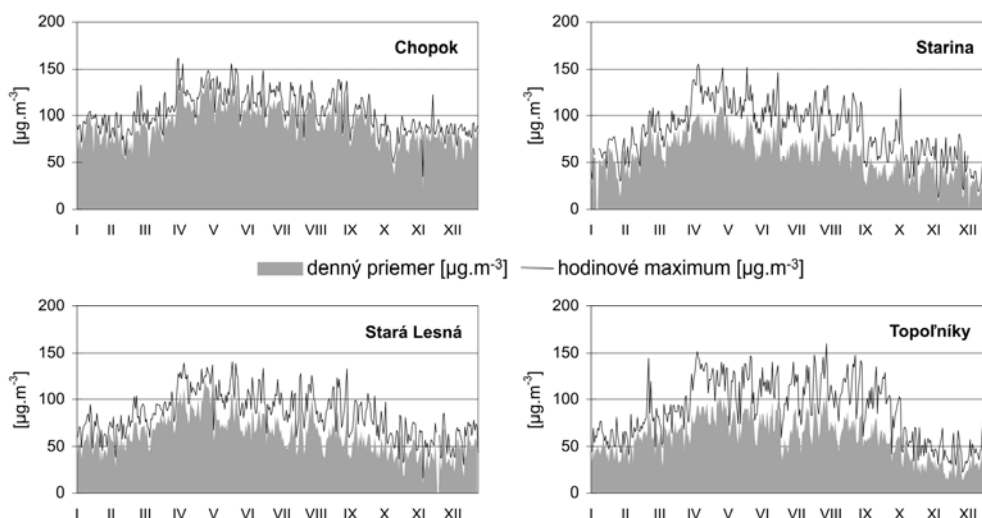 200
150
100
50
0
[µg.m-3]
Chopok
I II III IV V VI VII VIII IX X XI XII
200
150
100
50
0
[µg.m-3]
Starina
I II III IV V VI VII VIII IX X XI XII
denný priemer [µg.m-3] hodinové maximum [µg.m-3]
200
150
100
50
0
[µg.m-3]
Stará Lesná
I II III IV V VI VII VIII IX X XI XII
200
150
100
50
0
[µg.m-3]
Topoľníky
I II III IV V VI VII VIII IX X XI XII